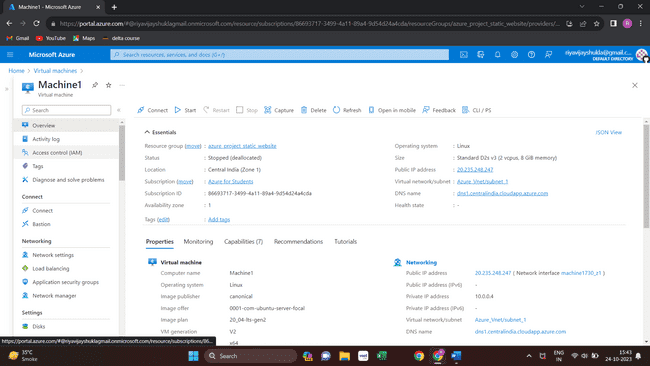 Machine1 - Microsoft Azure
https://portal.azure.com/#@riyavijayshuklagmail.onmicrosoft.com/resource/subscriptions/86693717-3499-4a11-89a4-9d54d24a4cda/resourceGroups/azure_project_static_website/providers/...
Gmail YouTube Maps delta course
Microsoft Azure Search resources, services, and docs (G+/) riyavijayshukla@gmail.c...
DEFAULT DIRECTORY
Home > Virtual machines >
Machine1
Virtual machine
Search
Connect Start Restart Stop Capture Delete Refresh Open in mobile Feedback CLI / PS
Overview
Activity log
Access control (IAM)
Tags
Diagnose and solve problems
Connect
Connect
Bastion
Networking
Network settings
Load balancing
Application security groups
Network manager
Settings
Disks
Essentials JSON View
Resource group (move) : azure_project_static_website
Status : Stopped (deallocated)
Location : Central India (Zone 1)
Subscription (move) : Azure for Students
Subscription ID : 86693717-3499-4a11-89a4-9d54d24a4cda
Availability zone : 1
Tags (edit) : Add tags
Operating system : Linux
Size : Standard D2s v3 (2 vcpus, 8 GiB memory)
Public IP address : 20.235.248.247
Virtual network/subnet : Azure_Vnet/subnet_1
DNS name : dns1.centralindia.cloudapp.azure.com
Health state : -
Properties Monitoring Capabilities (7) Recommendations Tutorials
Virtual machine
Computer name Machine1
Operating system Linux
Image publisher canonical
Image offer 0001-com-ubuntu-server-focal
Image plan 20_04-lts-gen2
VM generation V2
x64
Networking
Public IP address 20.235.248.247 ( Network interface machine1730_z1 )
Public IP address (IPv6) -
Private IP address 10.0.0.4
Private IP address (IPv6) -
Virtual network/subnet Azure_Vnet/subnet_1
DNS name dns1.centralindia.cloudapp.azure.com
https://portal.azure.com/#@riyavijayshuklagmail.onmicrosoft.com/resource/subscriptions/86...
35°C
Smoke
Search
ENG
IN
15:43
24-10-2023